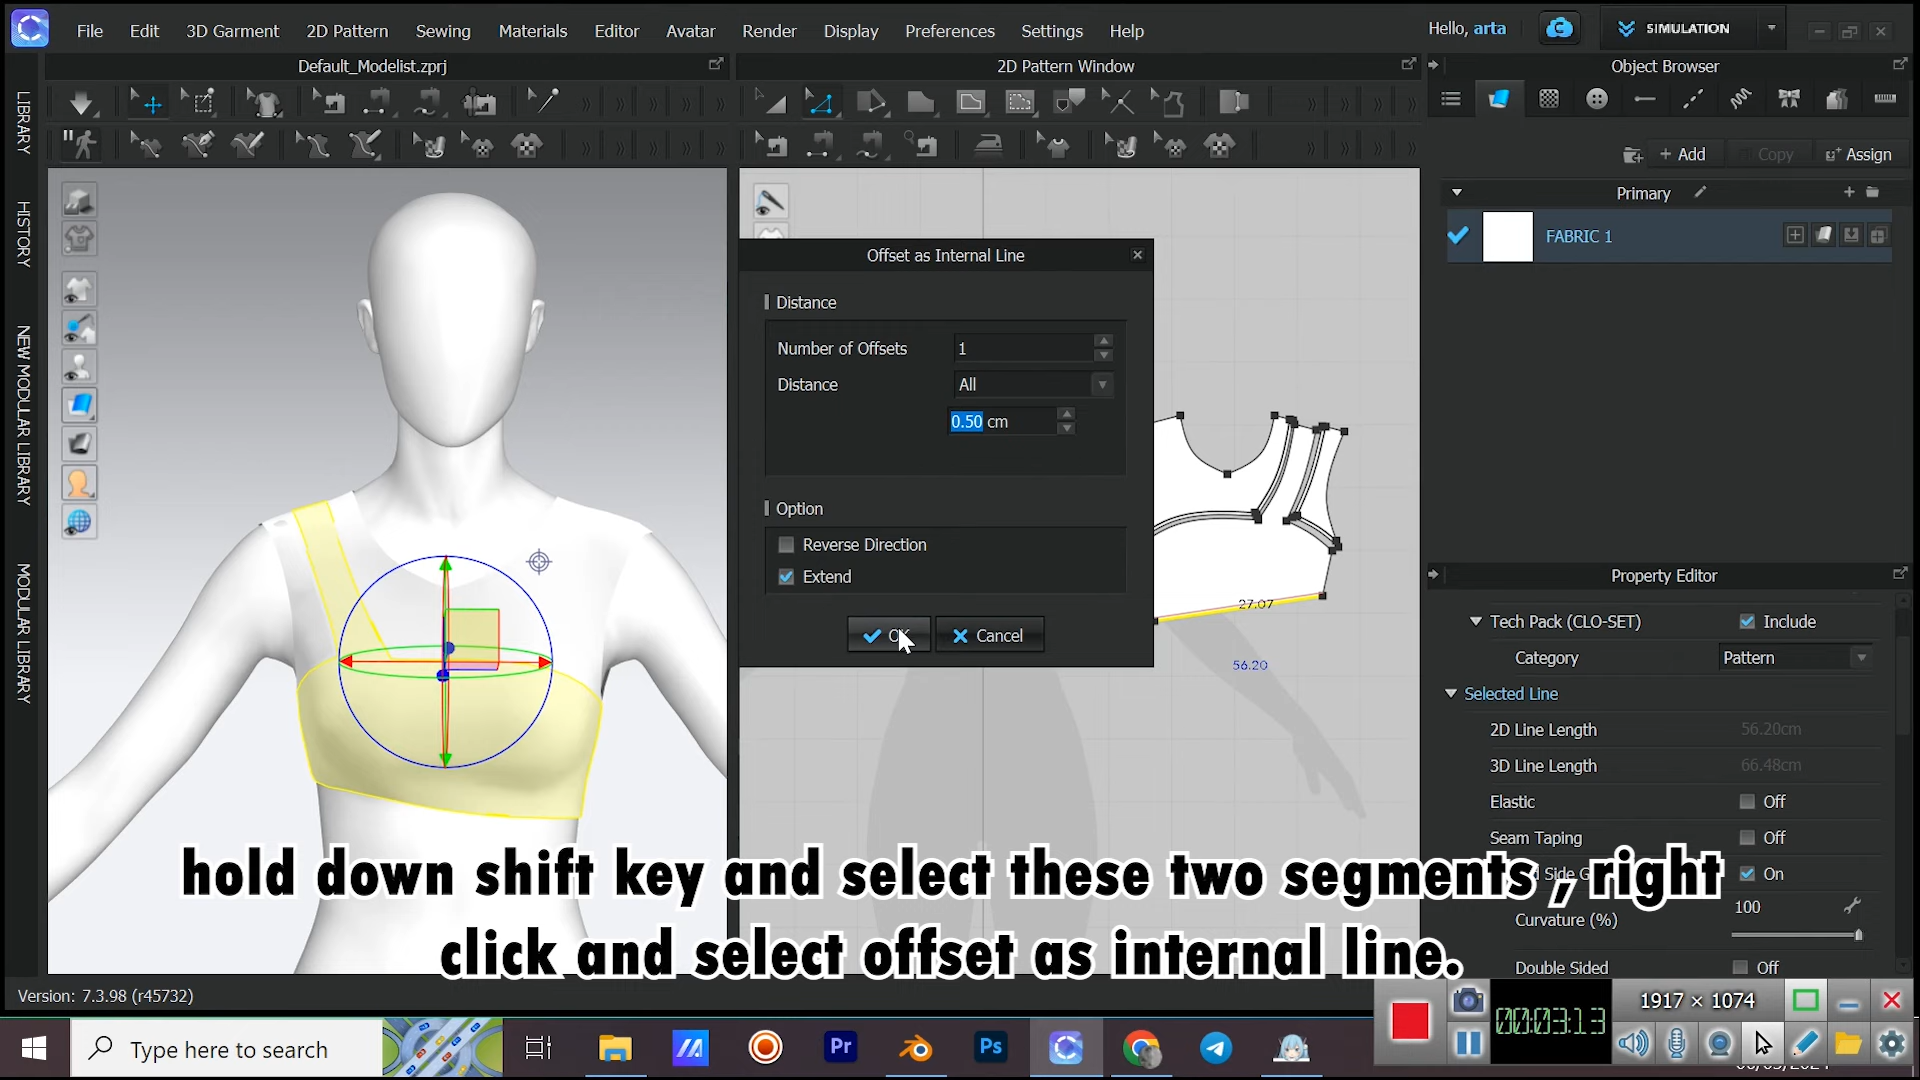 File Edit 3D Garment 2D Pattern Sewing Materials Editor Avatar Render Display Preferences Settings Help
Hello, arta
SIMULATION
Default_Modelist.zprj
2D Pattern Window
Object Browser
LIBRARY
HISTORY
NEW MODULAR LIBRARY
MODULAR LIBRARY
+ Add
Copy
Assign
Primary
FABRIC 1
Offset as Internal Line
Distance
Number of Offsets 1
Distance All
0.50 cm
Option
Reverse Direction
Extend
OK
Cancel
27.07
56.20
Property Editor
Tech Pack (CLO-SET) Include
Category Pattern
Selected Line
2D Line Length 56.20cm
3D Line Length 66.48cm
Elastic Off
Seam Taping Off
Side G On
Curvature (%) 100
Double Sided Off
hold down shift key and select these two segments , right
click and select offset as internal line.
Version: 7.3.98 (r45732)
00:03:13
1917 × 1074
Type here to search
Pr
Ps